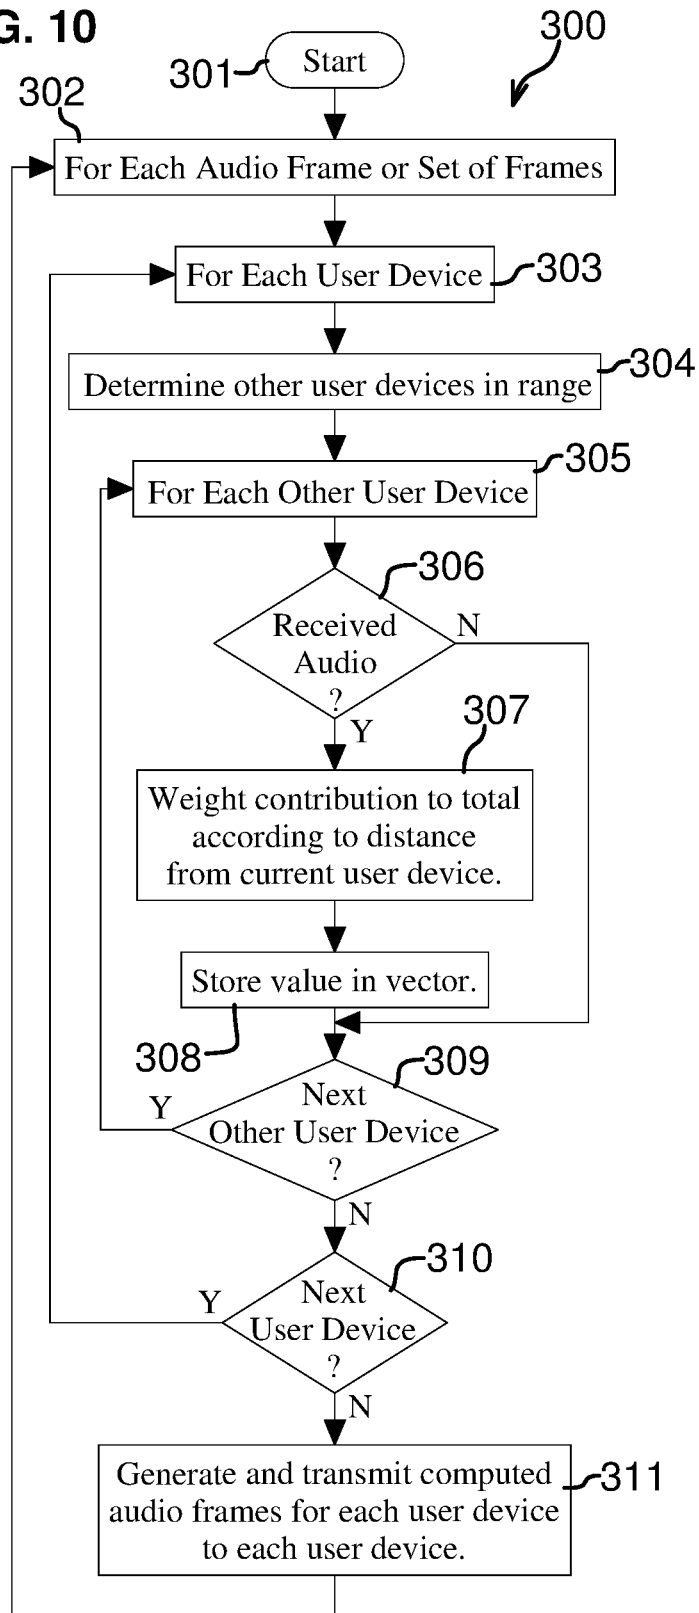 G. 10
300
301
Start
302
For Each Audio Frame or Set of Frames
For Each User Device
303
304
Determine other user devices in range
305
For Each Other User Device
306
Received
Audio
?
N
Y
307
Weight contribution to total
according to distance
from current user device.
Store value in vector.
308
309
Next
Other User Device
?
Y
N
310
Next
User Device
?
Y
N
Generate and transmit computed
audio frames for each user device
to each user device.
311